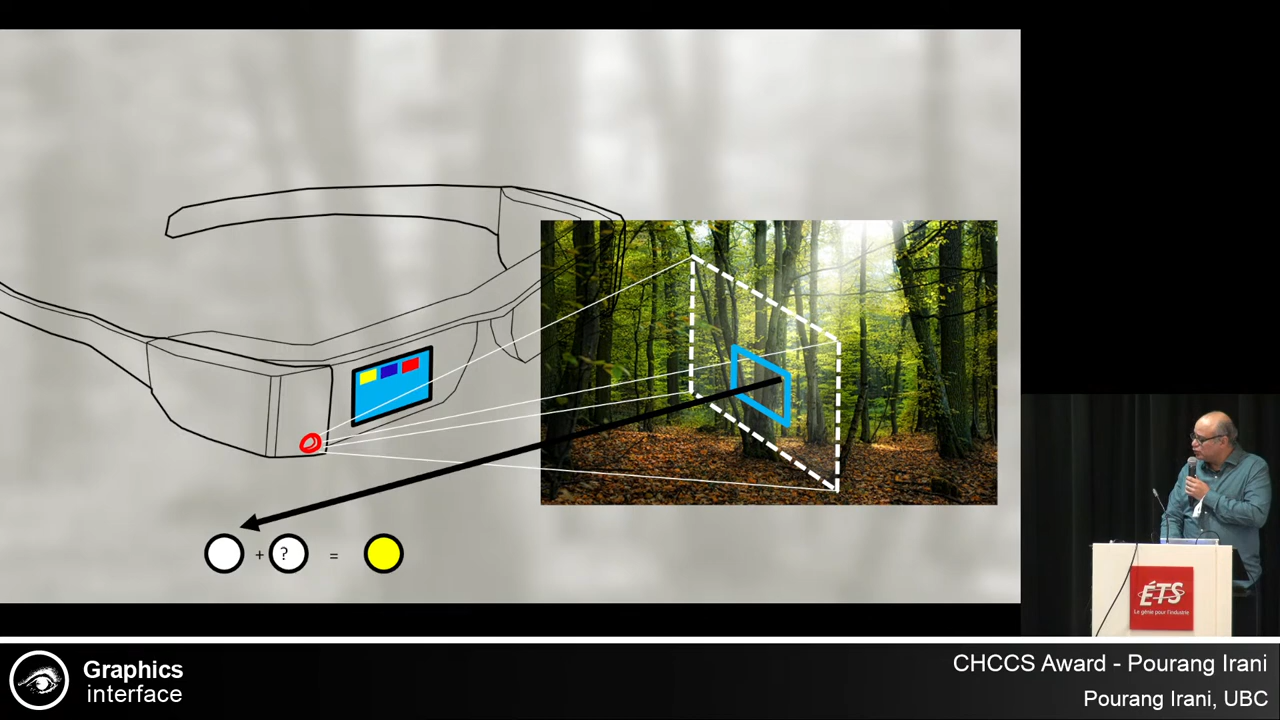 + ? =
ÉTS
Le génie pour l'industrie
Graphics
interface
CHCCS Award - Pourang Irani
Pourang Irani, UBC